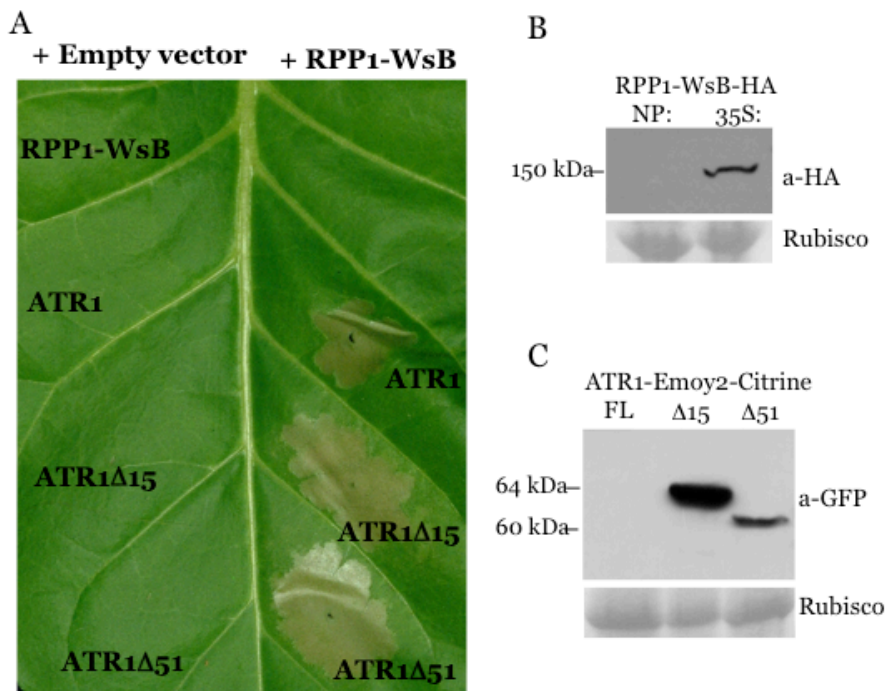 A
+ Empty vector
+ RPP1-WsB
RPP1-WsB
ATR1
ATR1
ATR1Δ15
ATR1Δ15
ATR1Δ51
ATR1Δ51
B
RPP1-WsB-HA
NP: 35S:
150 kDa
a-HA
Rubisco
C
ATR1-Emoy2-Citrine
FL Δ15 Δ51
64 kDa
a-GFP
60 kDa
Rubisco